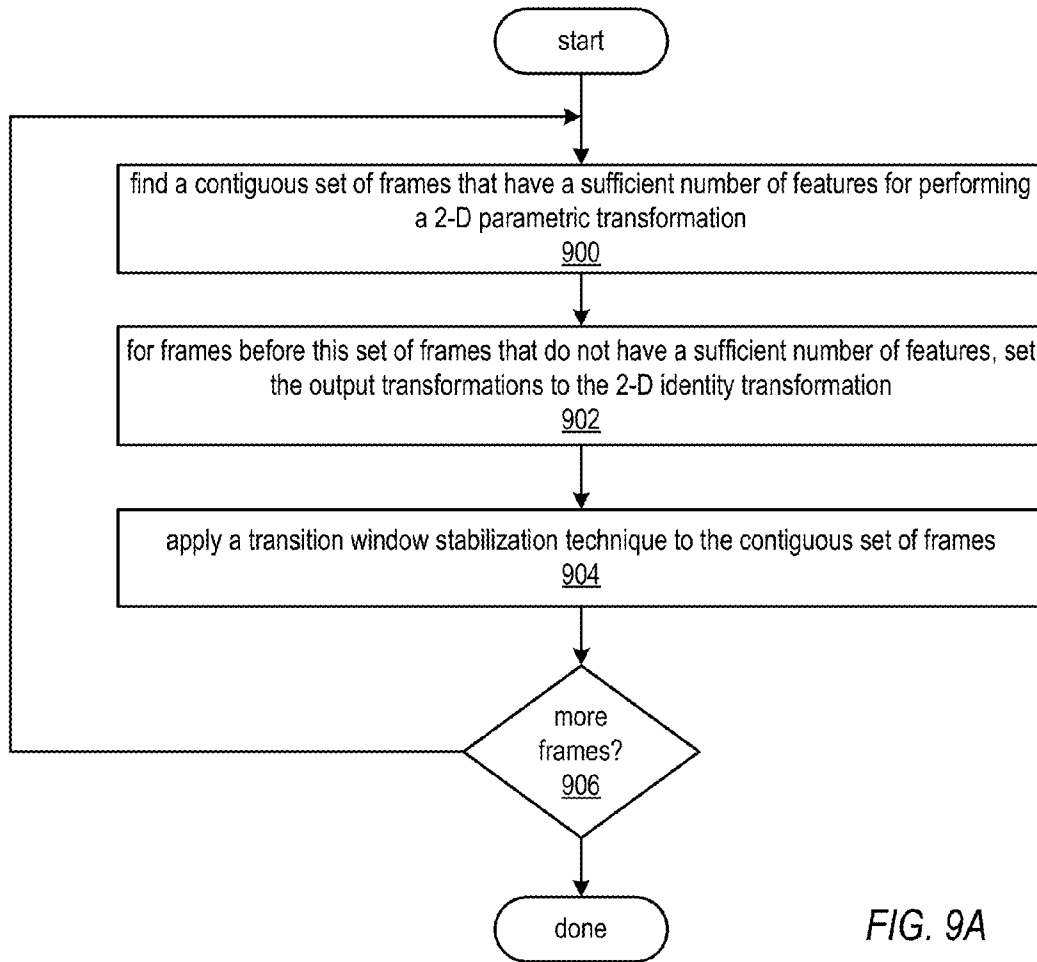 start
find a contiguous set of frames that have a sufficient number of features for performing
a 2-D parametric transformation
900
for frames before this set of frames that do not have a sufficient number of features, set
the output transformations to the 2-D identity transformation
902
apply a transition window stabilization technique to the contiguous set of frames
904
more
frames?
906
done
FIG. 9A